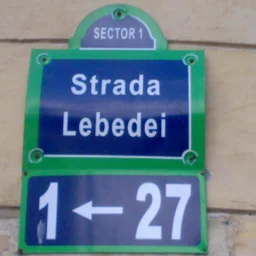 SECTOR 1
Strada
Lebedei
1 ← 27